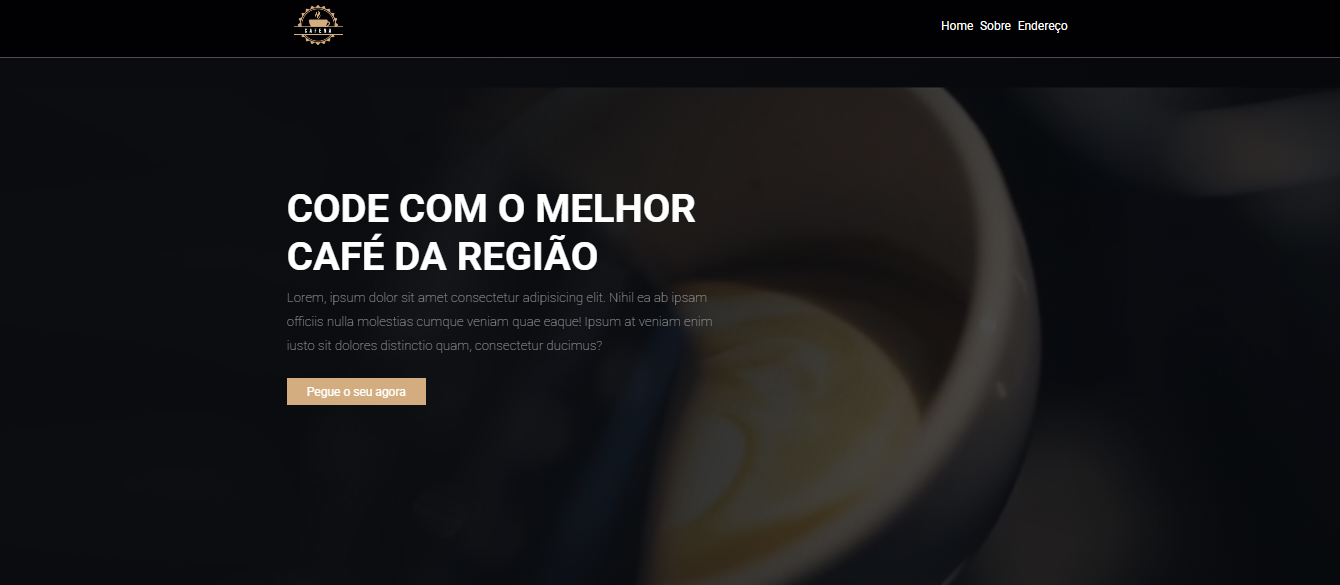 CAFENA
Home Sobre Endereço
CODE COM O MELHOR
CAFÉ DA REGIÃO
Lorem, ipsum dolor sit amet consectetur adipisicing elit. Nihil ea ab ipsam
officiis nulla molestias cumque veniam quae eaque! Ipsum at veniam enim
iusto sit dolores distinctio quam, consectetur ducimus?
Pegue o seu agora